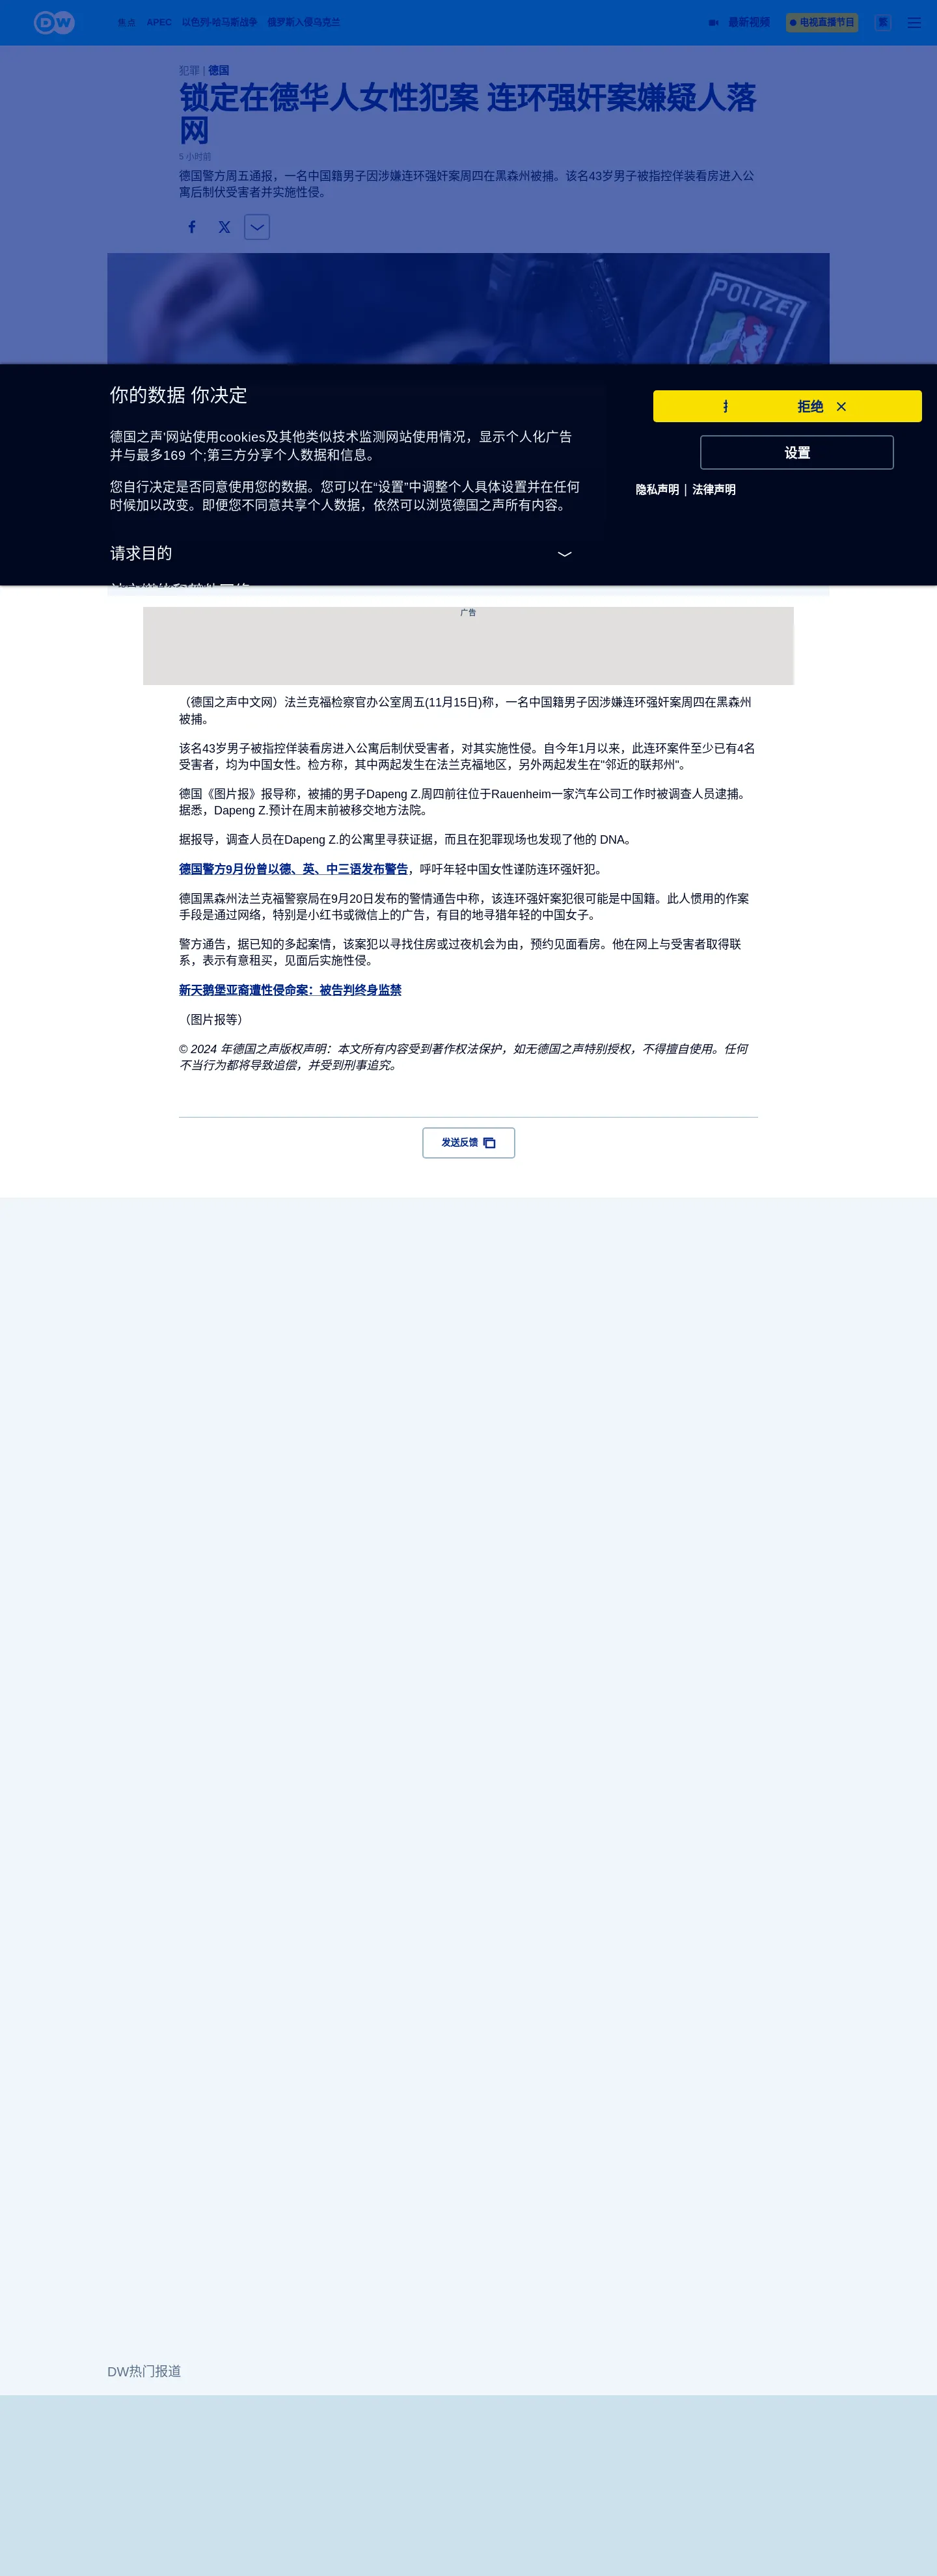 DW
焦点 APEC 以色列-哈马斯战争 俄罗斯入侵乌克兰 最新视频 电视直播节目 繁
犯罪 | 德国
锁定在德华人女性犯案 连环强奸案嫌疑人落
网
5 小时前
德国警方周五通报，一名中国籍男子因涉嫌连环强奸案周四在黑森州被捕。该名43岁男子被指控佯装看房进入公
寓后制伏受害者并实施性侵。
POLIZEI
你的数据 你决定
德国之声'网站使用cookies及其他类似技术监测网站使用情况，显示个人化广告
并与最多169 个;第三方分享个人数据和信息。
您自行决定是否同意使用您的数据。您可以在“设置”中调整个人具体设置并在任何
时候加以改变。即使您不同意共享个人数据，依然可以浏览德国之声所有内容。
请求目的
拒绝
设置
隐私声明 | 法律声明
广告
（德国之声中文网）法兰克福检察官办公室周五(11月15日)称，一名中国籍男子因涉嫌连环强奸案周四在黑森州
被捕。
该名43岁男子被指控佯装看房进入公寓后制伏受害者，对其实施性侵。自今年1月以来，此连环案件至少已有4名
受害者，均为中国女性。检方称，其中两起发生在法兰克福地区，另外两起发生在"邻近的联邦州"。
德国《图片报》报导称，被捕的男子Dapeng Z.周四前往位于Rauenheim一家汽车公司工作时被调查人员逮捕。
据悉，Dapeng Z.预计在周末前被移交地方法院。
据报导，调查人员在Dapeng Z.的公寓里寻获证据，而且在犯罪现场也发现了他的 DNA。
德国警方9月份曾以德、英、中三语发布警告，呼吁年轻中国女性谨防连环强奸犯。
德国黑森州法兰克福警察局在9月20日发布的警情通告中称，该连环强奸案犯很可能是中国籍。此人惯用的作案
手段是通过网络，特别是小红书或微信上的广告，有目的地寻猎年轻的中国女子。
警方通告，据已知的多起案情，该案犯以寻找住房或过夜机会为由，预约见面看房。他在网上与受害者取得联
系，表示有意租买，见面后实施性侵。
新天鹅堡亚裔遭性侵命案：被告判终身监禁
（图片报等）
© 2024 年德国之声版权声明：本文所有内容受到著作权法保护，如无德国之声特别授权，不得擅自使用。任何
不当行为都将导致追偿，并受到刑事追究。
发送反馈
DW热门报道